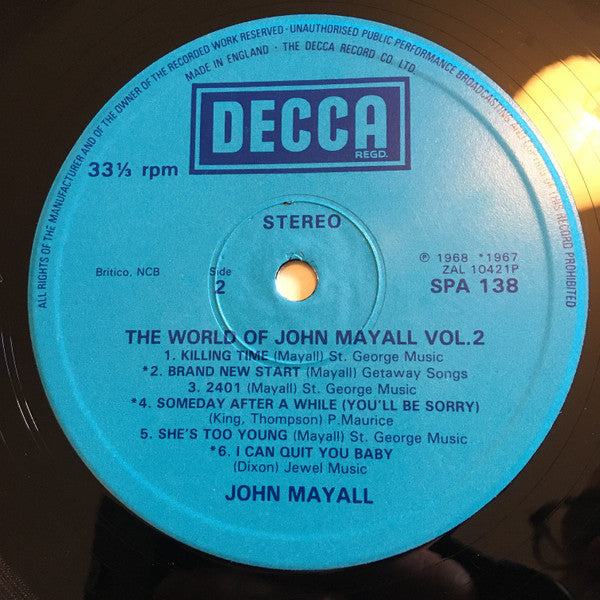 ALL RIGHTS OF THE MANUFACTURER AND OF THE OWNER OF THE RECORDED WORK RESERVED · UNAUTHORISED PUBLIC PERFORMANCE BROADCASTING AND COPYING OF THIS RECORD PROHIBITED
MADE IN ENGLAND · THE DECCA RECORD CO. LTD.
DECCA
REGD.
33⅓ rpm
STEREO
℗ 1968 *1967
Britico, NCB
Side
ZAL 10421P
2
SPA 138
THE WORLD OF JOHN MAYALL VOL.2
1. KILLING TIME (Mayall) St. George Music
*2. BRAND NEW START (Mayall) Getaway Songs
3. 2401 (Mayall) St. George Music
*4. SOMEDAY AFTER A WHILE (YOU'LL BE SORRY)
(King, Thompson) P.Maurice
5. SHE'S TOO YOUNG (Mayall) St. George Music
*6. I CAN QUIT YOU BABY
(Dixon) Jewel Music
JOHN MAYALL